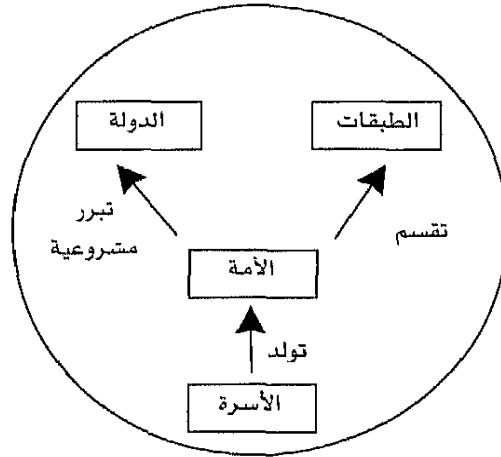 الطبقات
الدولة
تبرر
مشروعية
تقسم
الأمة
تولد
الأسرة